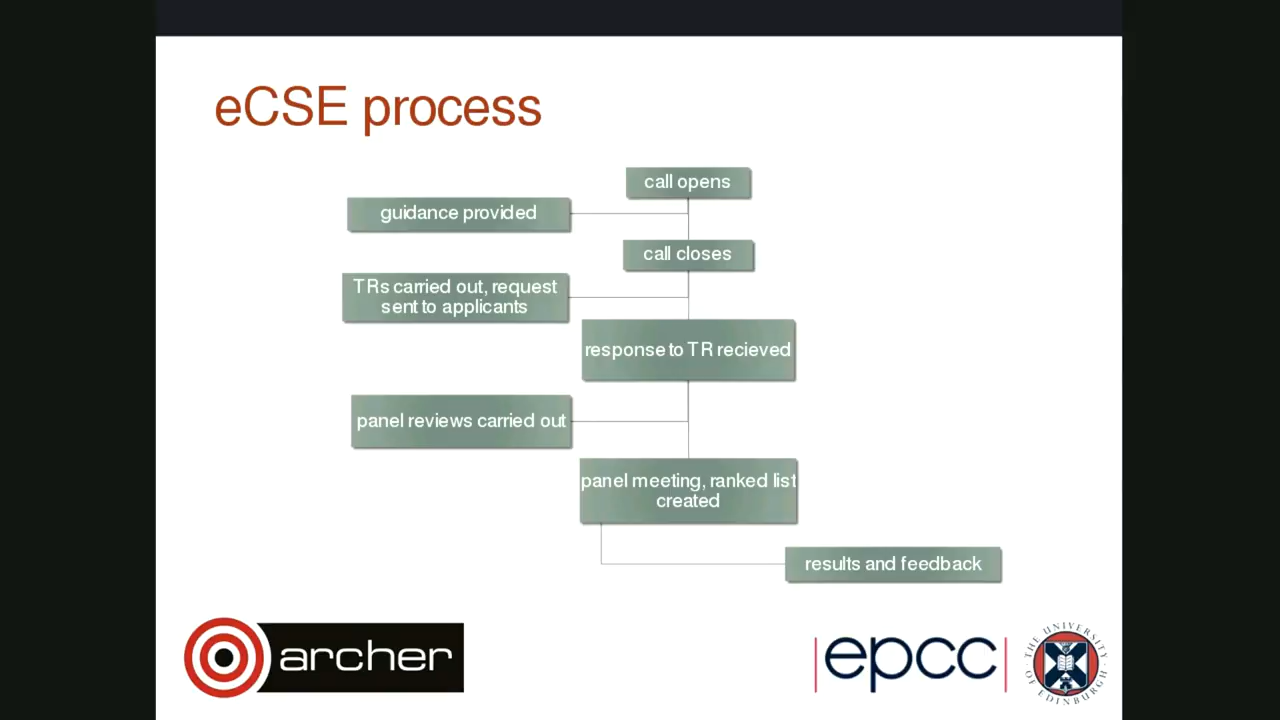 eCSE process
call opens
guidance provided
call closes
TRs carried out, request
sent to applicants
response to TR recieved
panel reviews carried out
panel meeting, ranked list
created
results and feedback
archer
epcc
THE UNIVERSITY
OF EDINBURGH